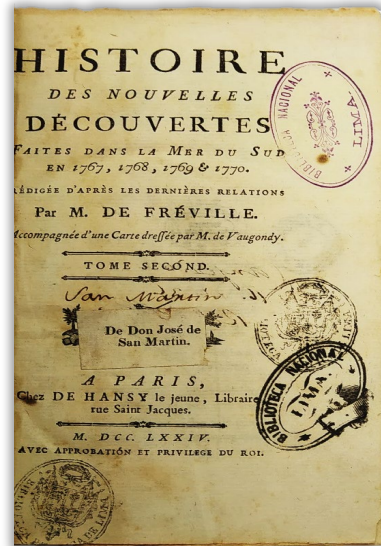 HISTOIRE
DES NOUVELLES
DÉCOUVERTES
FAITES DANS LA MER DU SUD
EN 1767, 1768, 1769 & 1770.
RÉDIGÉE D'APRÈS LES DERNIÈRES RELATIONS
Par M. DE FRÉVILLE.
Accompagnée d'une Carte dressée par M. de Vaugondy.
TOME SECOND.
San Martin
De Don José de
San Martin.
A PARIS,
Chez DE HANSY le jeune, Libraire
rue Saint Jacques.
M. DCC. LXXIV.
AVEC APPROBATION ET PRIVILEGE DU ROI.
BIBLIOTECA NACIONAL
LIMA
BIBLIOTECA NACIONAL
LIMA